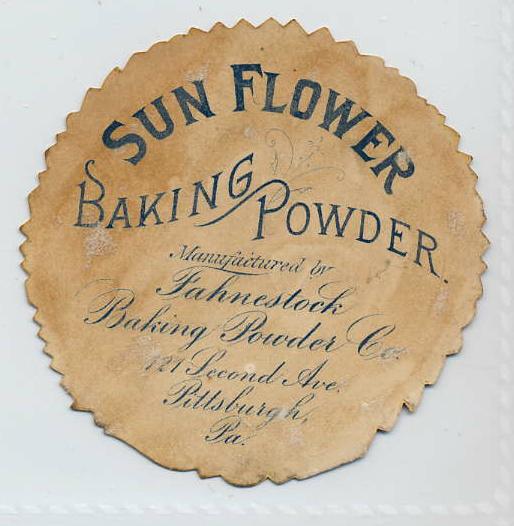 SUN FLOWER
BAKING POWDER.
Manufactured by
Fahnestock
Baking Powder Co.
121 Second Ave.
Pittsburgh,
Pa.